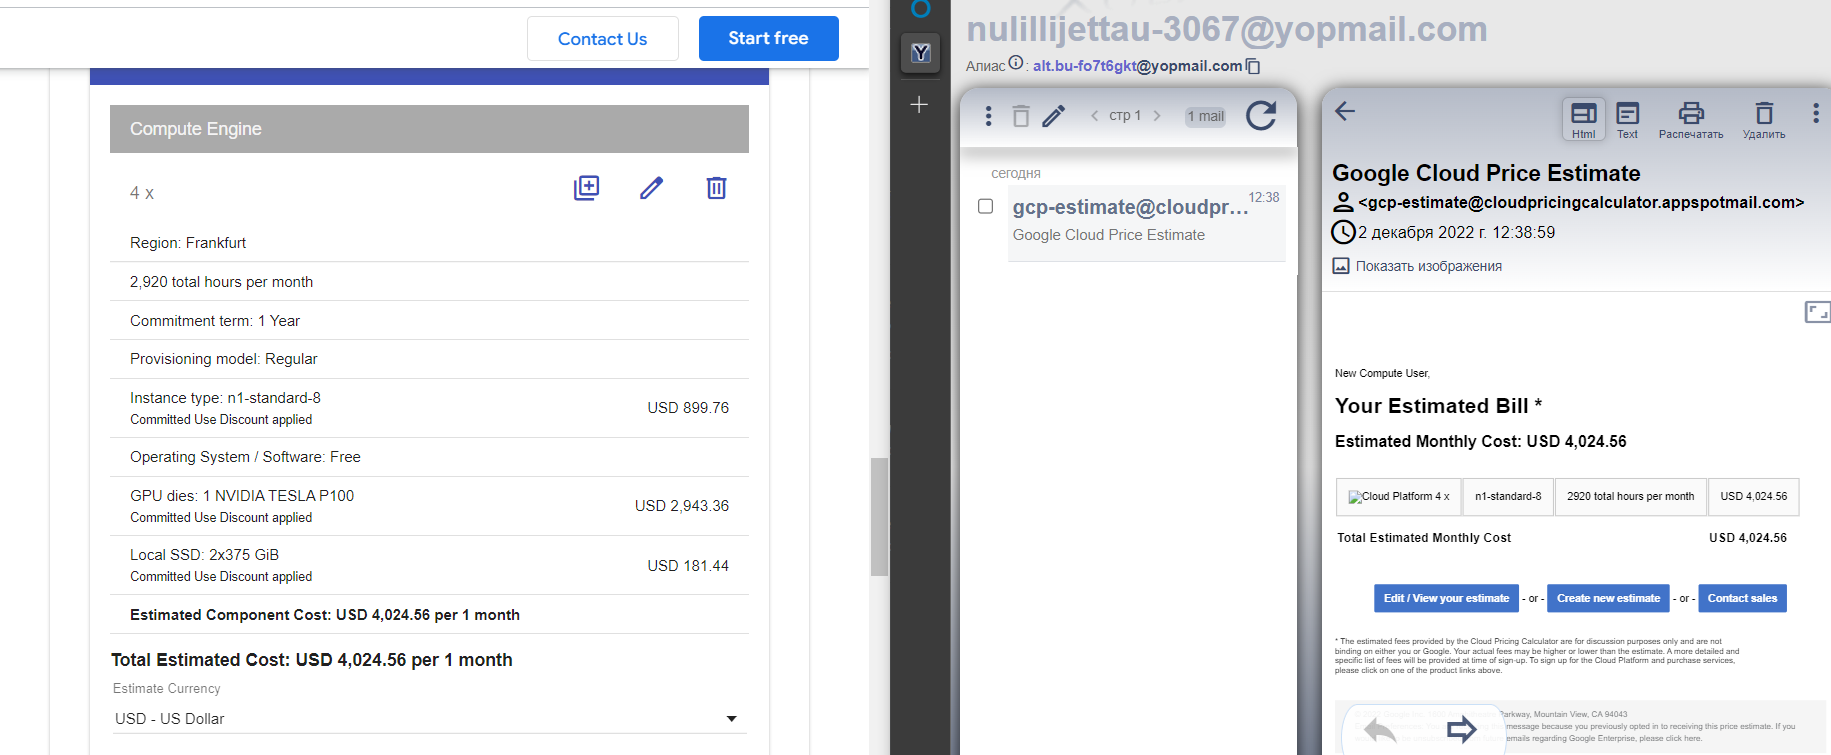 Contact Us
Start free
Compute Engine
4 x
Region: Frankfurt
2,920 total hours per month
Commitment term: 1 Year
Provisioning model: Regular
Instance type: n1-standard-8
Committed Use Discount applied
USD 899.76
Operating System / Software: Free
GPU dies: 1 NVIDIA TESLA P100
Committed Use Discount applied
USD 2,943.36
Local SSD: 2x375 GiB
Committed Use Discount applied
USD 181.44
Estimated Component Cost: USD 4,024.56 per 1 month
Total Estimated Cost: USD 4,024.56 per 1 month
Estimate Currency
USD - US Dollar
Y
nulillijettau-3067@yopmail.com
Алиас : alt.bu-fo7t6gkt@yopmail.com
стр 1
1 mail
сегодня
gcp-estimate@cloudpr...
12:38
Google Cloud Price Estimate
Html
Text
Распечатать
Удалить
Google Cloud Price Estimate
<gcp-estimate@cloudpricingcalculator.appspotmail.com>
2 декабря 2022 г. 12:38:59
Показать изображения
New Compute User,
Your Estimated Bill *
Estimated Monthly Cost: USD 4,024.56
Cloud Platform 4 x
n1-standard-8
2920 total hours per month
USD 4,024.56
Total Estimated Monthly Cost
USD 4,024.56
Edit / View your estimate - or - Create new estimate - or - Contact sales
* The estimated fees provided by the Cloud Pricing Calculator are for discussion purposes only and are not
binding on either you or Google. Your actual fees may be higher or lower than the estimate. A more detailed and
specific list of fees will be provided at time of sign-up. To sign up for the Cloud Platform and purchase services,
please click on one of the product links above.
Parkway, Mountain View, CA 94043
message because you previously opted in to receiving this price estimate. If you
emails regarding Google Enterprise, please click here.